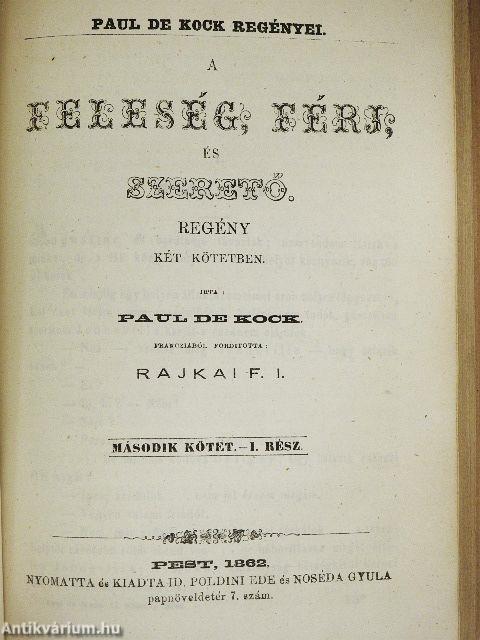 PAUL DE KOCK REGÉNYEI.
A
FELESÉG, FÉRJ,
ÉS
SZERETŐ.
REGÉNY
KÉT KÖTETBEN.
IRTA :
PAUL DE KOCK.
FRANCZIÁBÓL FORDITOTTA :
RAJKAI F. I.
MÁSODIK KÖTET.—I. RÉSZ.
PEST, 1862,
NYOMATTA és KIADTA ID. POLDINI EDE és NOSÉDA GYULA
papnöveldetér 7. szám.
Antikvárium.hu